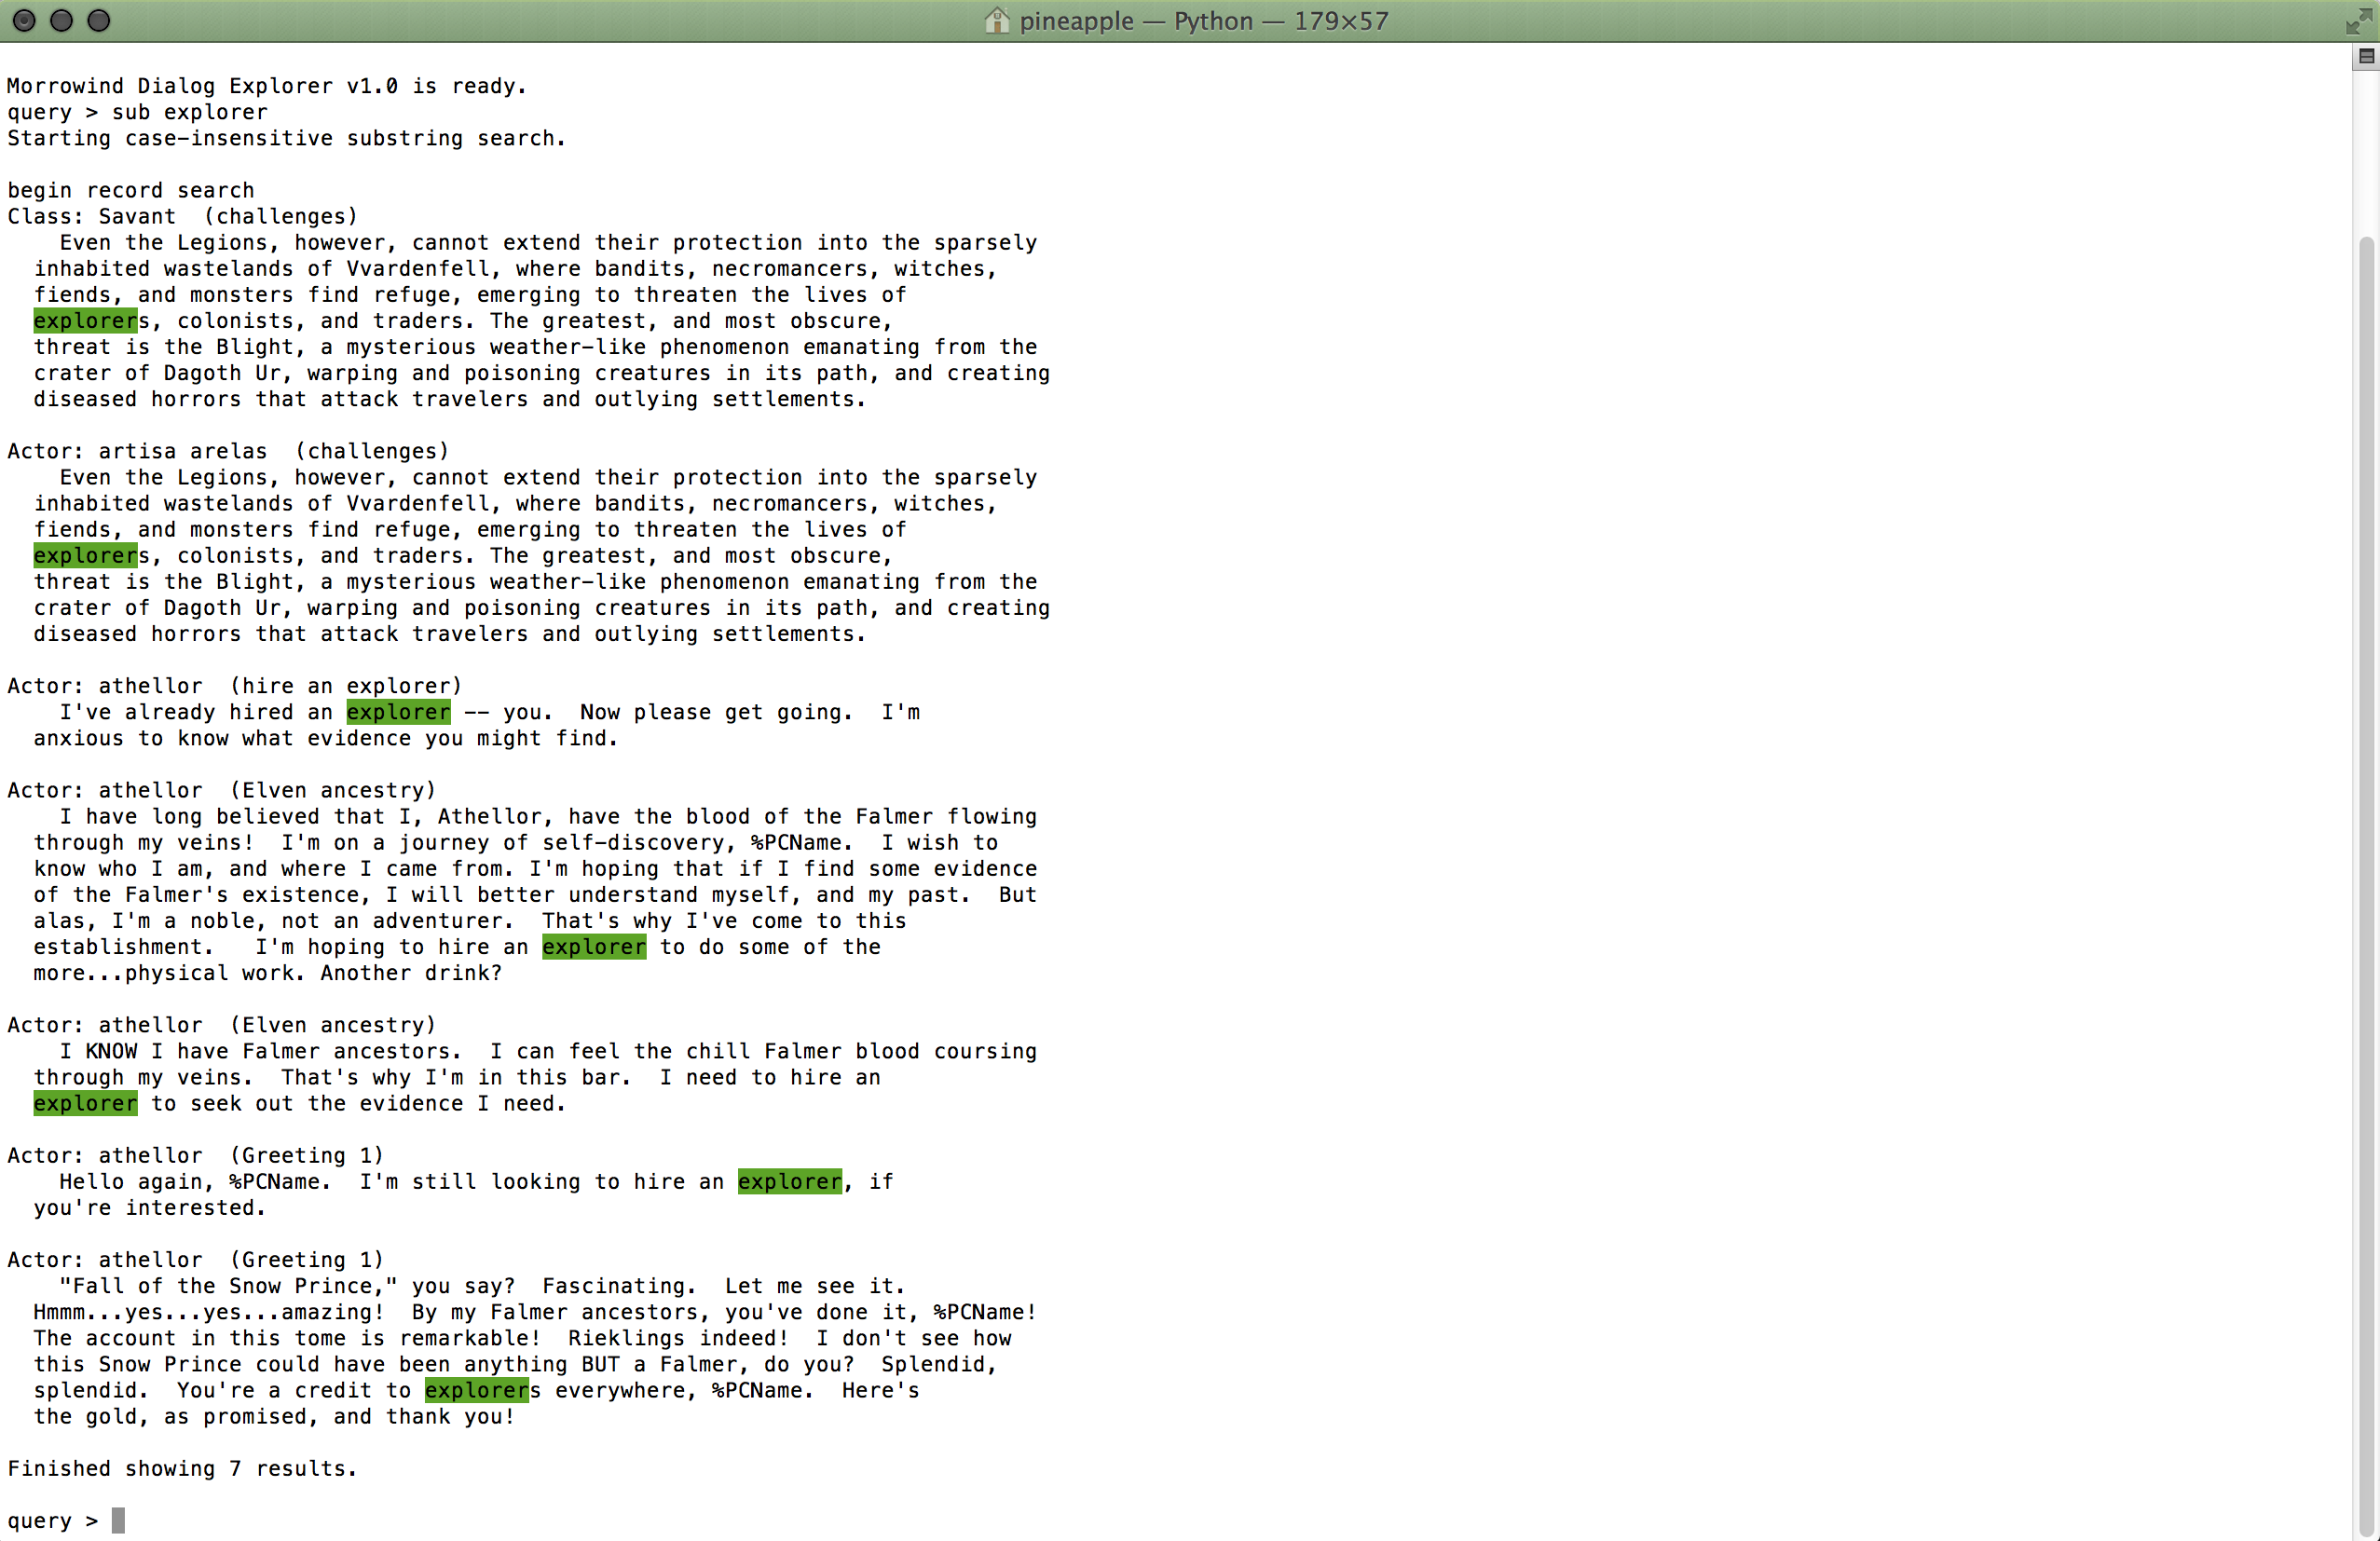 pineapple — Python — 179×57
Morrowind Dialog Explorer v1.0 is ready.
query > sub explorer
Starting case-insensitive substring search.
begin record search
Class: Savant  (challenges)
Even the Legions, however, cannot extend their protection into the sparsely
inhabited wastelands of Vvardenfell, where bandits, necromancers, witches,
fiends, and monsters find refuge, emerging to threaten the lives of
explorers, colonists, and traders. The greatest, and most obscure,
threat is the Blight, a mysterious weather-like phenomenon emanating from the
crater of Dagoth Ur, warping and poisoning creatures in its path, and creating
diseased horrors that attack travelers and outlying settlements.
Actor: artisa arelas  (challenges)
Even the Legions, however, cannot extend their protection into the sparsely
inhabited wastelands of Vvardenfell, where bandits, necromancers, witches,
fiends, and monsters find refuge, emerging to threaten the lives of
explorers, colonists, and traders. The greatest, and most obscure,
threat is the Blight, a mysterious weather-like phenomenon emanating from the
crater of Dagoth Ur, warping and poisoning creatures in its path, and creating
diseased horrors that attack travelers and outlying settlements.
Actor: athellor  (hire an explorer)
I've already hired an explorer -- you.  Now please get going.  I'm
anxious to know what evidence you might find.
Actor: athellor  (Elven ancestry)
I have long believed that I, Athellor, have the blood of the Falmer flowing
through my veins!  I'm on a journey of self-discovery, %PCName.  I wish to
know who I am, and where I came from. I'm hoping that if I find some evidence
of the Falmer's existence, I will better understand myself, and my past.  But
alas, I'm a noble, not an adventurer.  That's why I've come to this
establishment.   I'm hoping to hire an explorer to do some of the
more...physical work. Another drink?
Actor: athellor  (Elven ancestry)
I KNOW I have Falmer ancestors.  I can feel the chill Falmer blood coursing
through my veins.  That's why I'm in this bar.  I need to hire an
explorer to seek out the evidence I need.
Actor: athellor  (Greeting 1)
Hello again, %PCName.  I'm still looking to hire an explorer, if
you're interested.
Actor: athellor  (Greeting 1)
"Fall of the Snow Prince," you say?  Fascinating.  Let me see it.
Hmmm...yes...yes...amazing!  By my Falmer ancestors, you've done it, %PCName!
The account in this tome is remarkable!  Rieklings indeed!  I don't see how
this Snow Prince could have been anything BUT a Falmer, do you?  Splendid,
splendid.  You're a credit to explorers everywhere, %PCName.  Here's
the gold, as promised, and thank you!
Finished showing 7 results.
query >